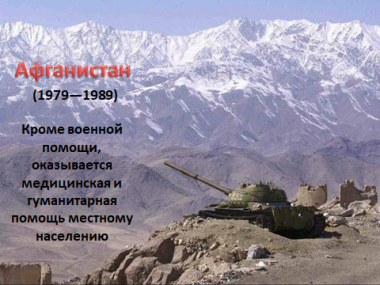 Афганистан
(1979—1989)
Кроме военной
помощи,
оказывается
медицинская и
гуманитарная
помощь местному
населению